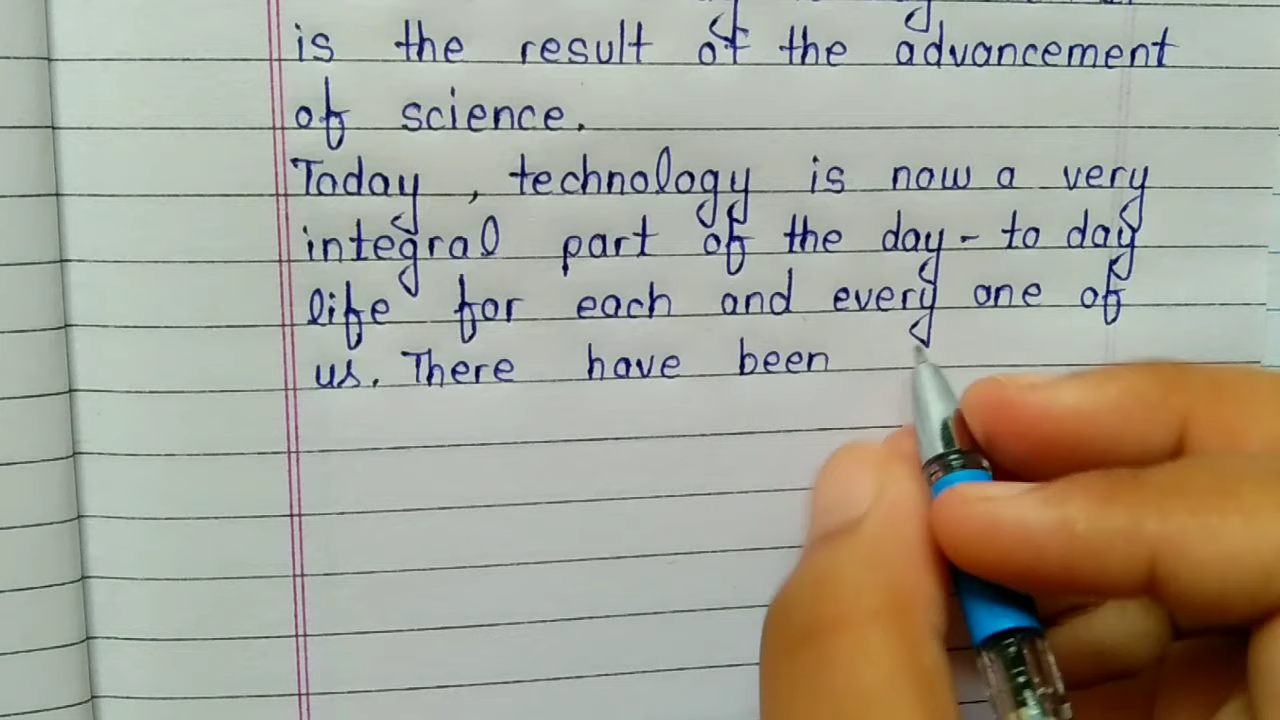 is the result of the advancement
of science.
Today, technology is now a very
integral part of the day - to day
life for each and every one of
us. There have been